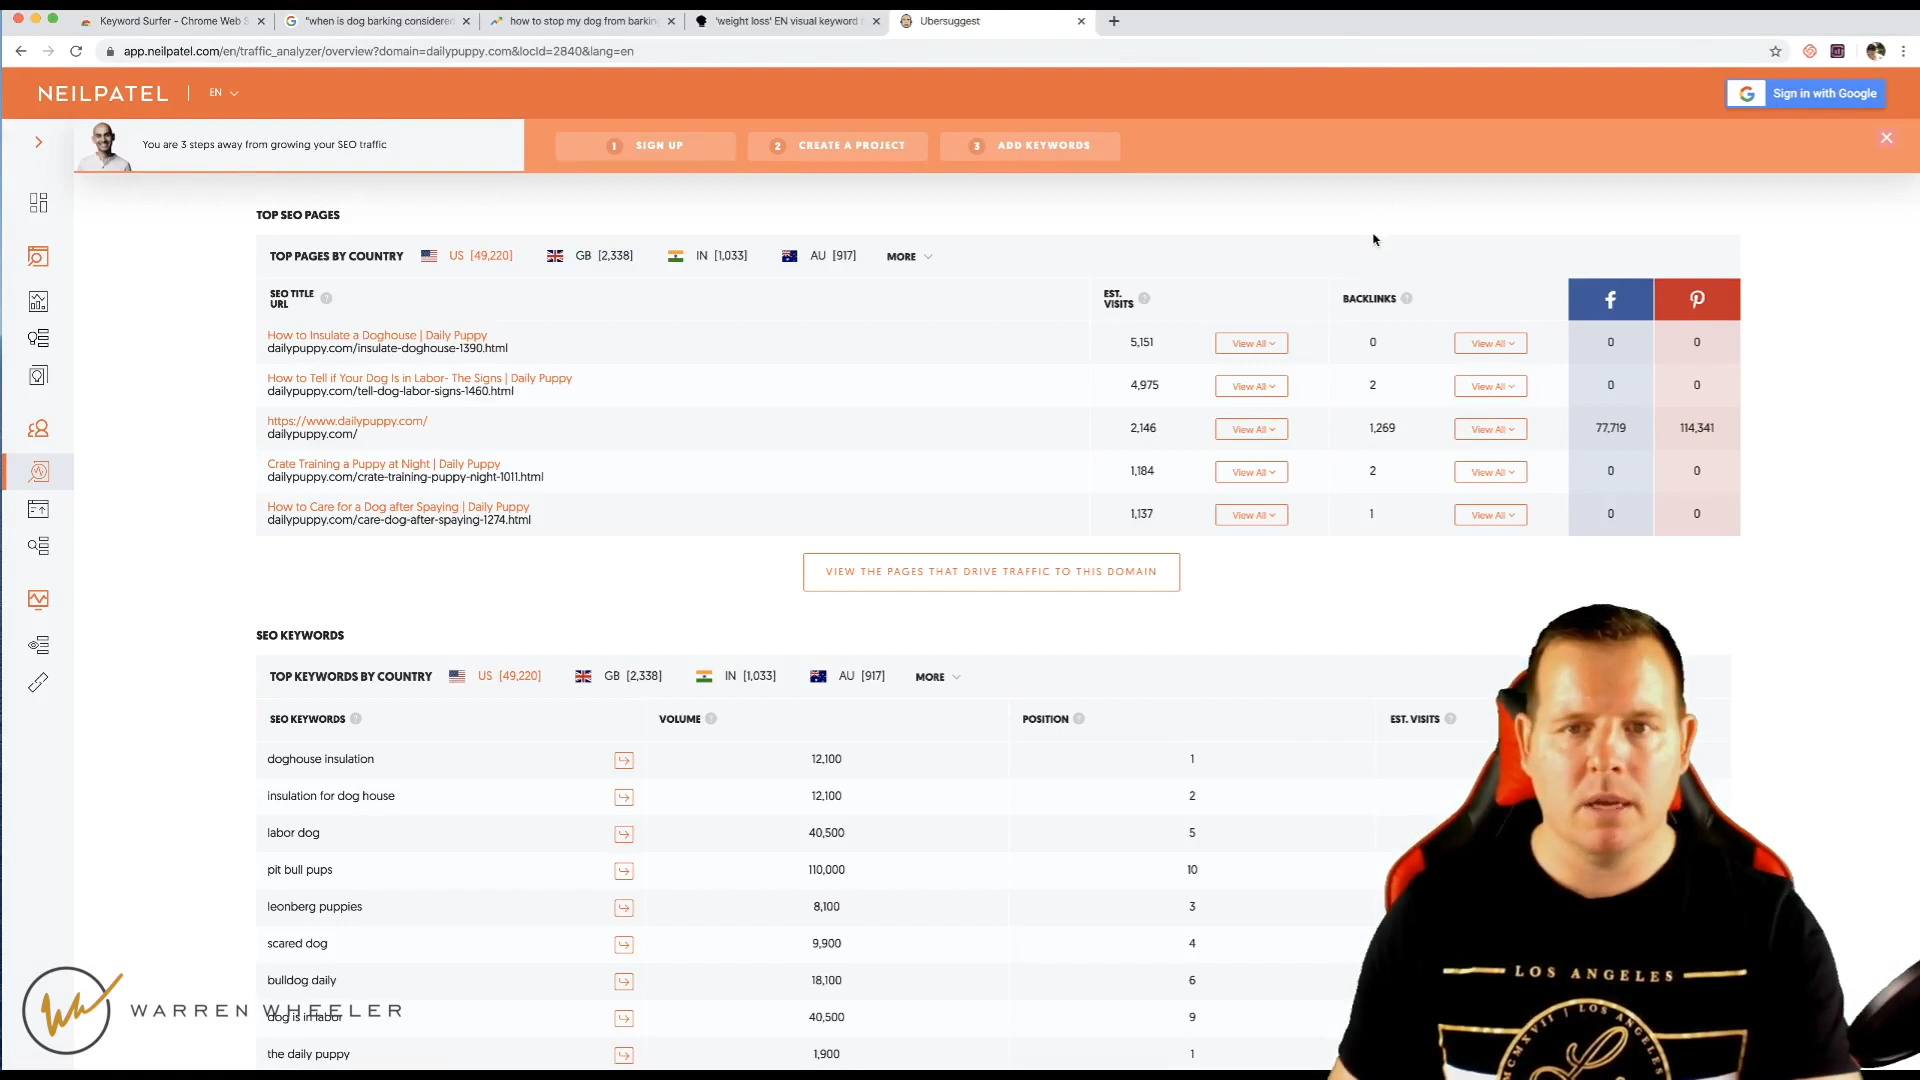 Keyword Surfer - Chrome Web S
"when is dog barking considered
how to stop my dog from barking
'weight loss' EN visual keyword
Ubersuggest
app.neilpatel.com/en/traffic_analyzer/overview?domain=dailypuppy.com&locId=2840&lang=en
NEILPATEL
EN
Sign in with Google
You are 3 steps away from growing your SEO traffic
1 SIGN UP
2 CREATE A PROJECT
3 ADD KEYWORDS
TOP SEO PAGES
TOP PAGES BY COUNTRY US [49,220] GB [2,338] IN [1,033] AU [917] MORE
SEO TITLE
URL
EST.
VISITS
BACKLINKS
How to Insulate a Doghouse | Daily Puppy
dailypuppy.com/insulate-doghouse-1390.html
5,151 View All 0 View All 0 0
How to Tell if Your Dog Is in Labor- The Signs | Daily Puppy
dailypuppy.com/tell-dog-labor-signs-1460.html
4,975 View All 2 View All 0 0
https://www.dailypuppy.com/
dailypuppy.com/
2,146 View All 1,269 View All 77,719 114,341
Crate Training a Puppy at Night | Daily Puppy
dailypuppy.com/crate-training-puppy-night-1011.html
1,184 View All 2 View All 0 0
How to Care for a Dog after Spaying | Daily Puppy
dailypuppy.com/care-dog-after-spaying-1274.html
1,137 View All 1 View All 0 0
VIEW THE PAGES THAT DRIVE TRAFFIC TO THIS DOMAIN
SEO KEYWORDS
TOP KEYWORDS BY COUNTRY US [49,220] GB [2,338] IN [1,033] AU [917] MORE
SEO KEYWORDS VOLUME POSITION EST. VISITS
doghouse insulation 12,100 1
insulation for dog house 12,100 2
labor dog 40,500 5
pit bull pups 110,000 10
leonberg puppies 8,100 3
scared dog 9,900 4
bulldog daily 18,100 6
dog is in labor 40,500 9
the daily puppy 1,900 1
WARREN WHEELER
LOS ANGELES